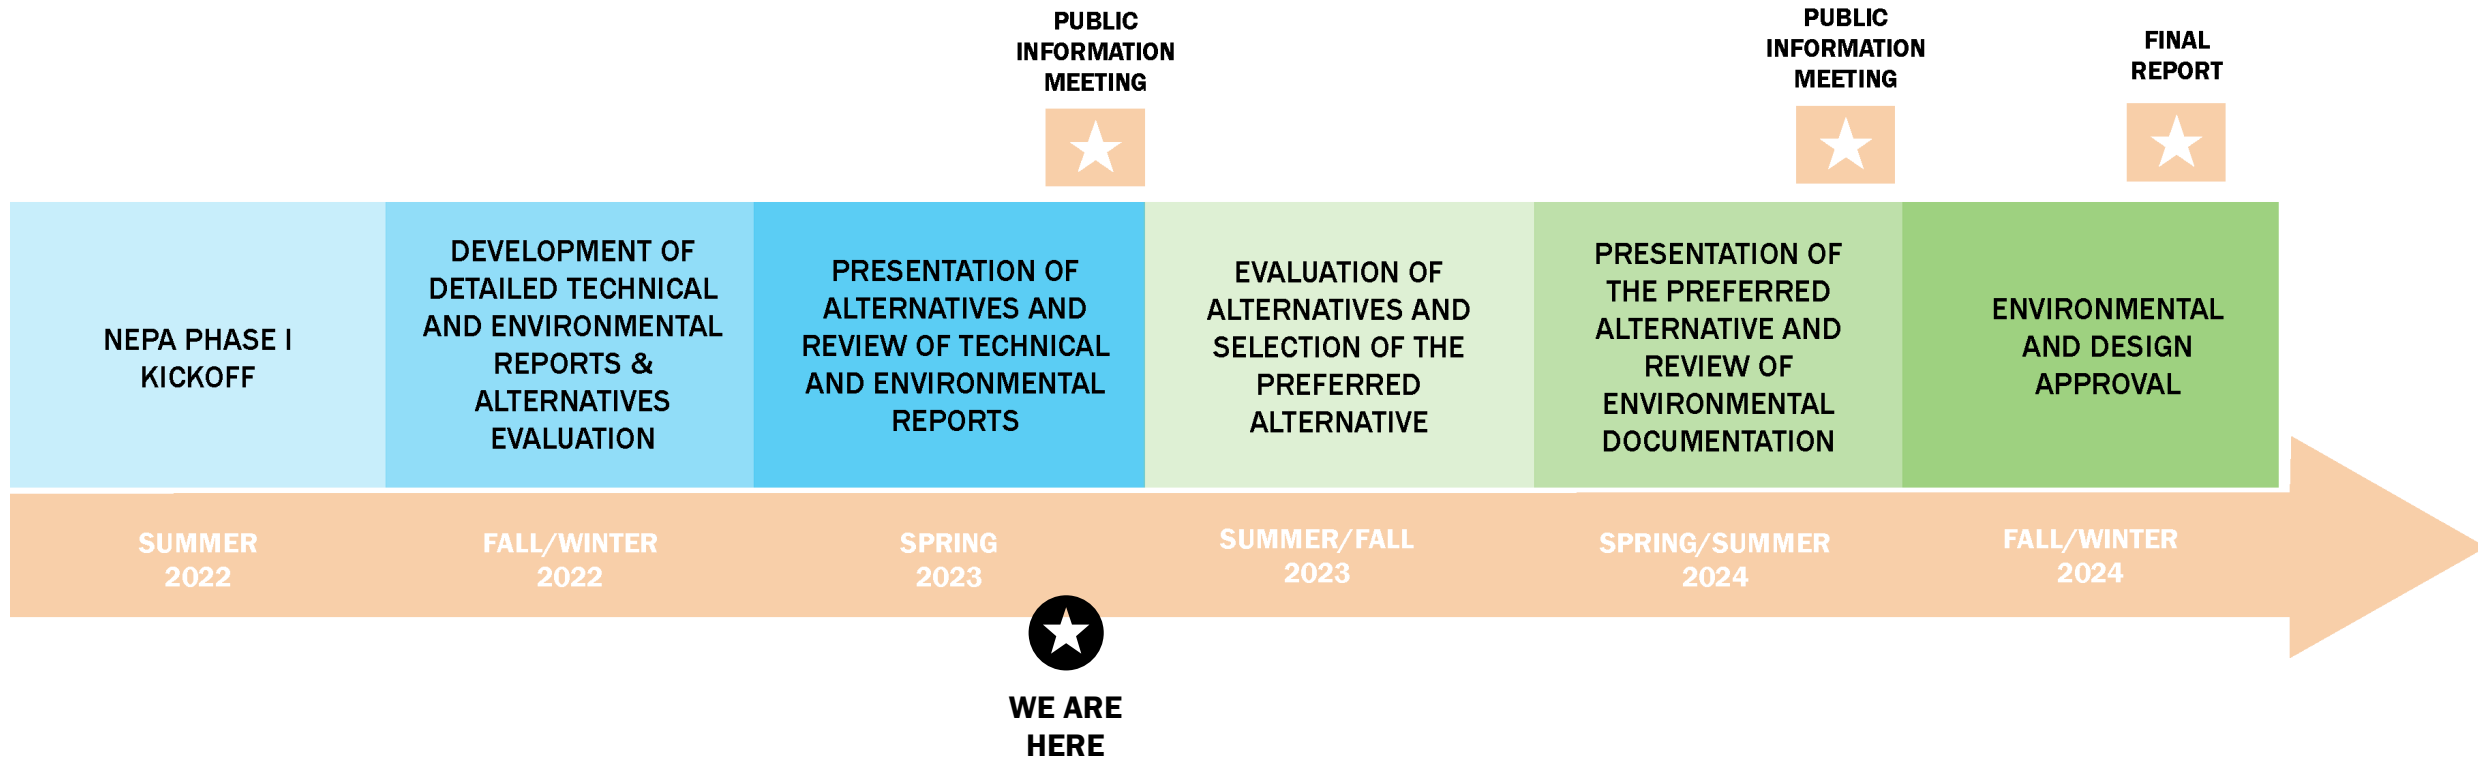 PUBLIC
INFORMATION
MEETING
PUBLIC
INFORMATION
MEETING
FINAL
REPORT
NEPA PHASE I
KICKOFF
DEVELOPMENT OF
DETAILED TECHNICAL
AND ENVIRONMENTAL
REPORTS &
ALTERNATIVES
EVALUATION
PRESENTATION OF
ALTERNATIVES AND
REVIEW OF TECHNICAL
AND ENVIRONMENTAL
REPORTS
EVALUATION OF
ALTERNATIVES AND
SELECTION OF THE
PREFERRED
ALTERNATIVE
PRESENTATION OF
THE PREFERRED
ALTERNATIVE AND
REVIEW OF
ENVIRONMENTAL
DOCUMENTATION
ENVIRONMENTAL
AND DESIGN
APPROVAL
SUMMER
2022
FALL/WINTER
2022
SPRING
2023
SUMMER/FALL
2023
SPRING/SUMMER
2024
FALL/WINTER
2024
WE ARE
HERE